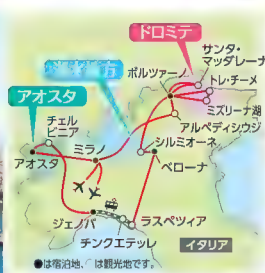 ドロミテ
サンタ・
マッダレーナ
ボルツァーノ
トレ・チーメ
アオスタ
ミズリーナ湖
チェル
ビニア
ミラノ
アルペディシウジ
シルミオーネ
アオスタ
ベローナ
ジェノバ
ラスペツィア
チンクエテッレ
イタリア
●は宿泊地、○は観光地です。